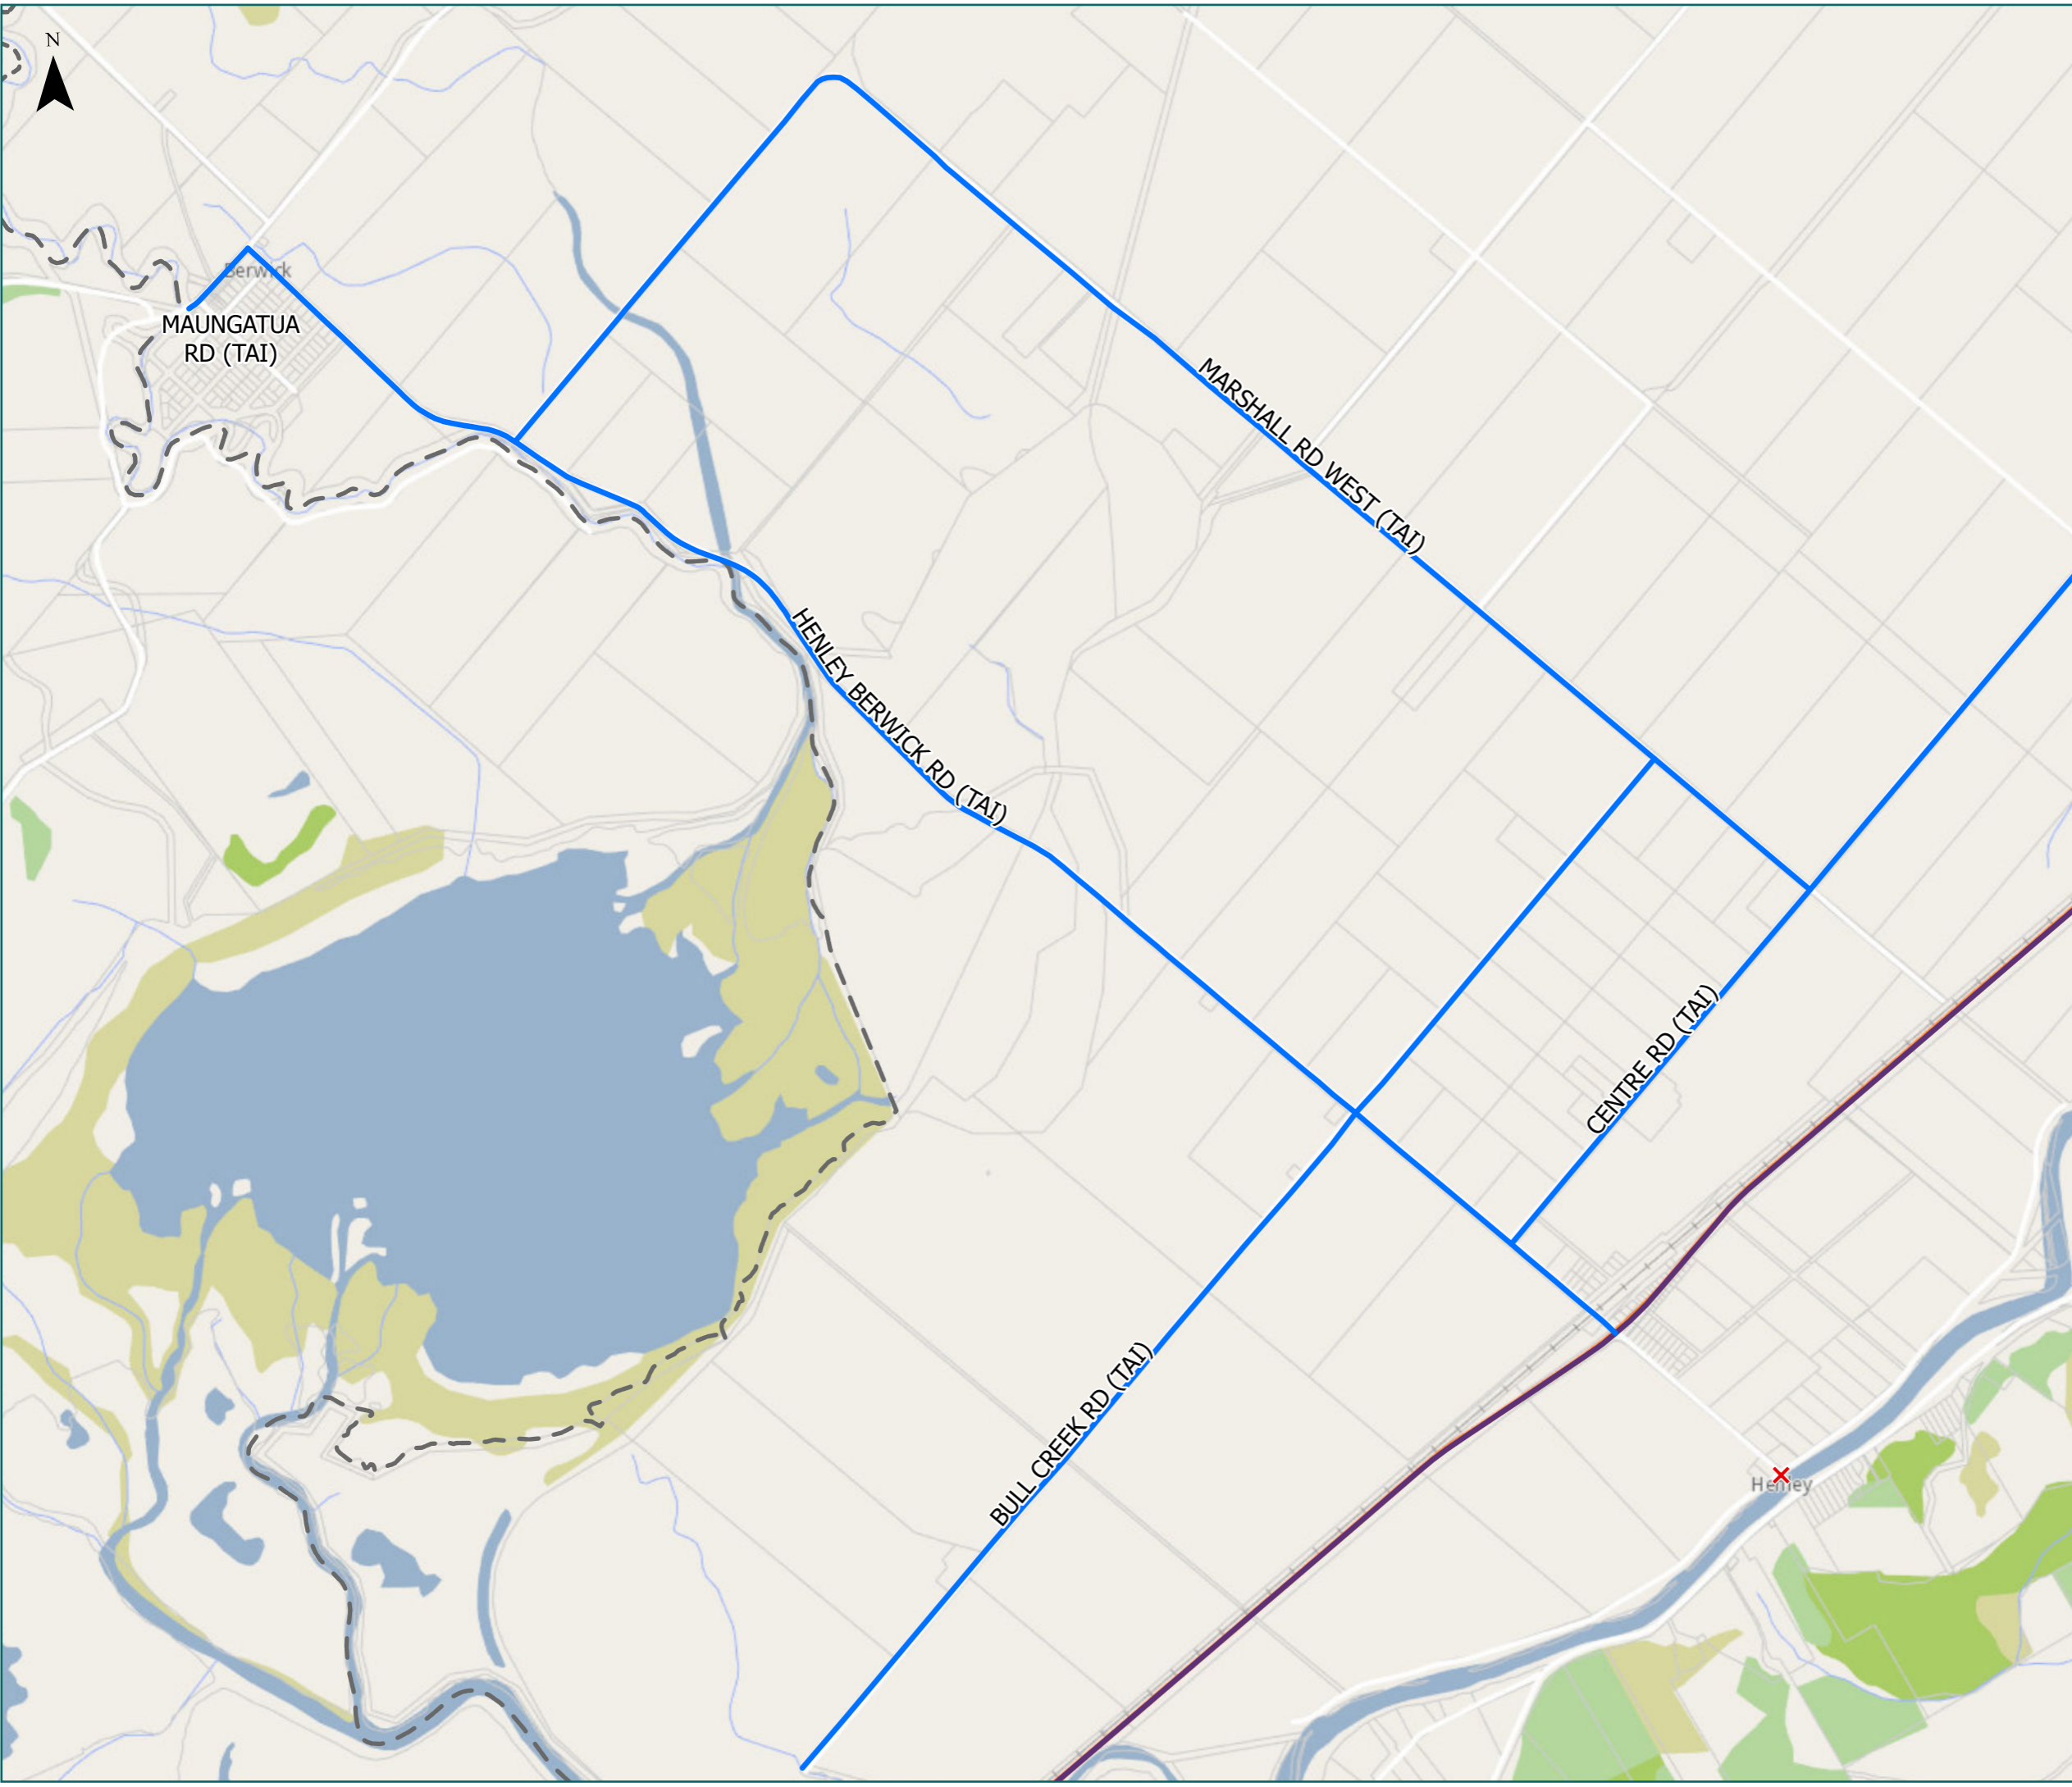 N
Berwick
MAUNGATUA
RD (TAI)
MARSHALL RD WEST (TAI)
HENLEY BERWICK RD (TAI)
CENTRE RD (TAI)
BULL CREEK RD (TAI)
Henley